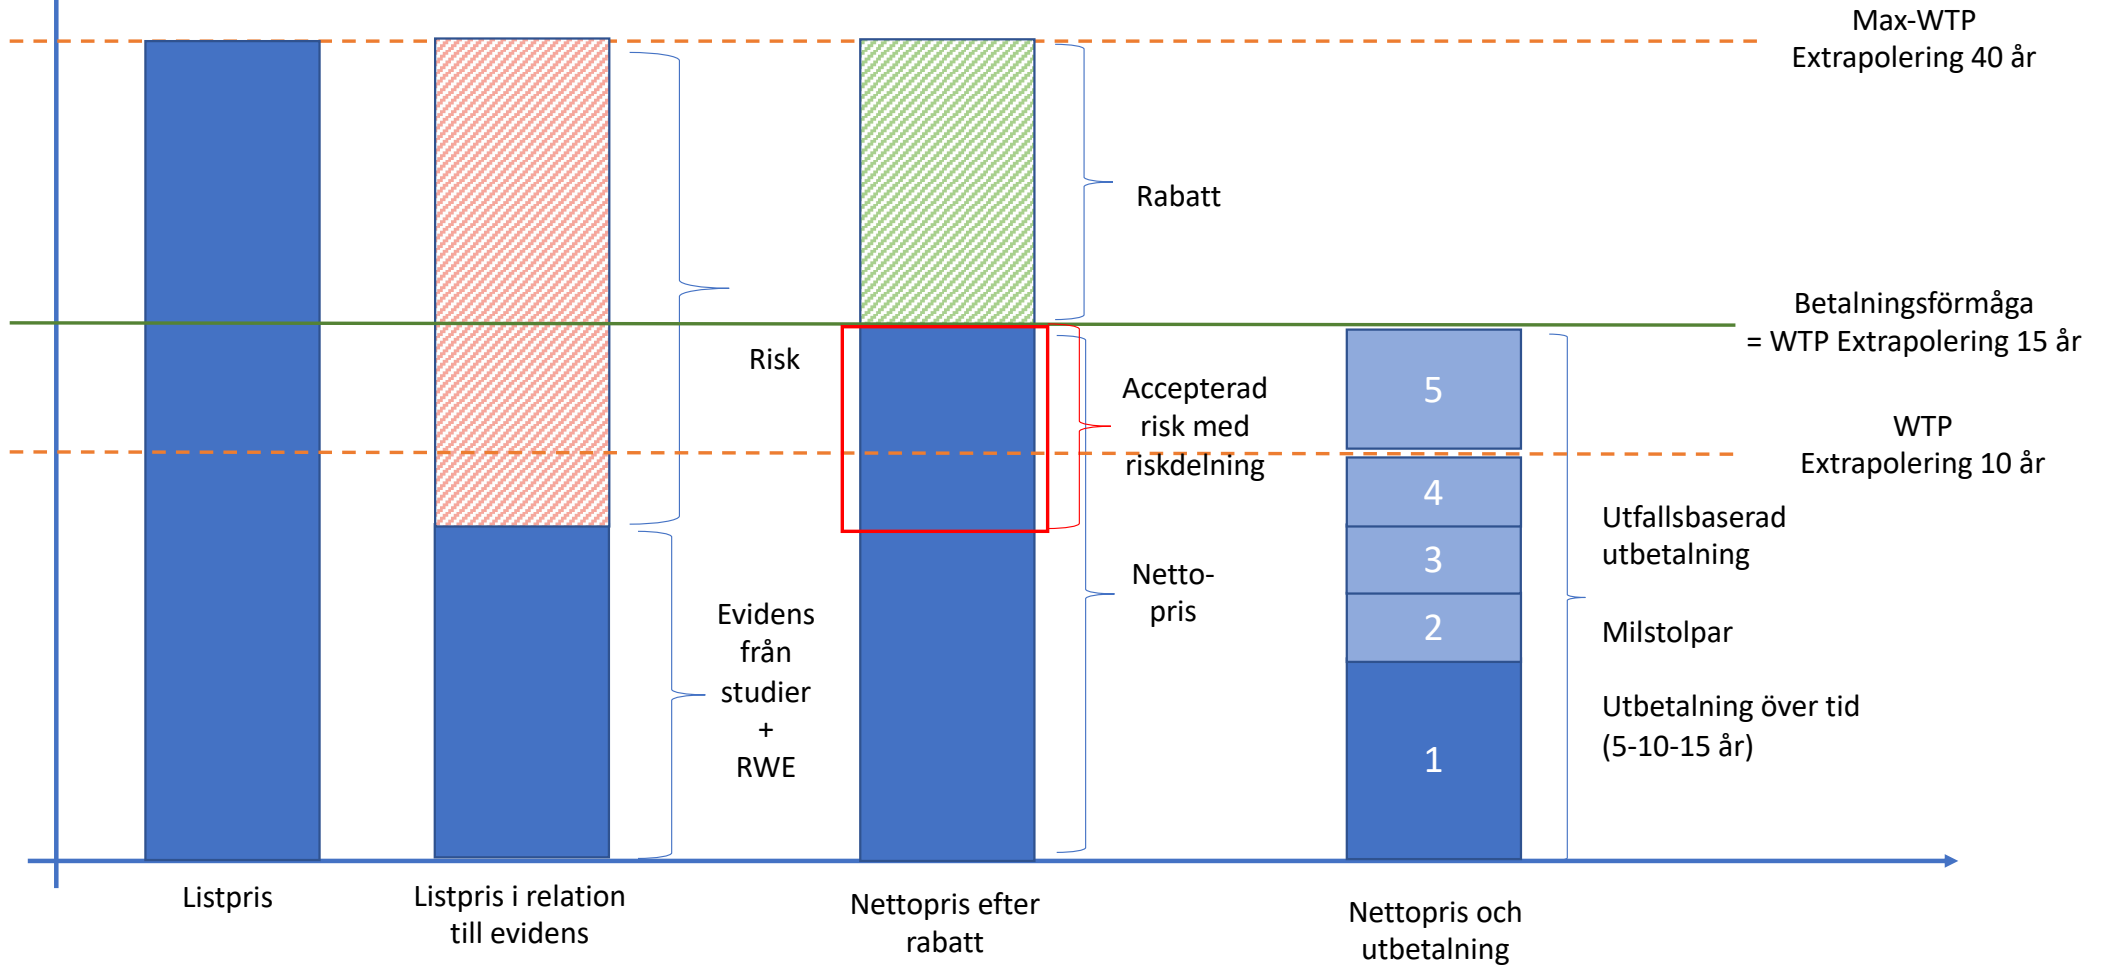 Max-WTP
Extrapolering 40 år
Rabatt
Betalningsförmåga
= WTP Extrapolering 15 år
Risk
Accepterad
risk med
riskdelning
5
WTP
Extrapolering 10 år
4
Utfallsbaserad
utbetalning
3
Netto-
pris
Evidens
från
studier
+
RWE
2
Milstolpar
Utbetalning över tid
(5-10-15 år)
1
Listpris
Listpris i relation
till evidens
Nettopris efter
rabatt
Nettopris och
utbetalning